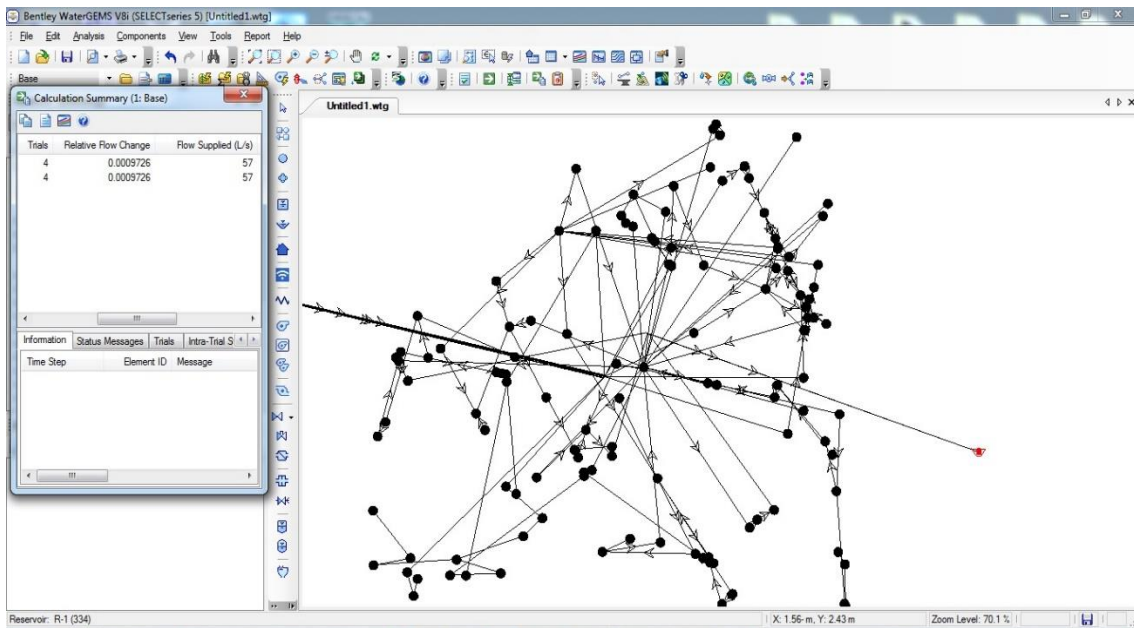 Bentley WaterGEMS V8i (SELECTseries 5) [Untitled1.wtg]
File Edit Analysis Components View Tools Report Help
Base
Calculation Summary (1: Base)
Untitled1.wtg
Trials Relative Flow Change Flow Supplied (L/s)
4 0.0009726 57
4 0.0009726 57
Information Status Messages Trials Intra-Trial S
Time Step Element ID Message
Reservoir: R-1 (334) X: 1.56- m, Y: 2.43 m Zoom Level: 70.1 %